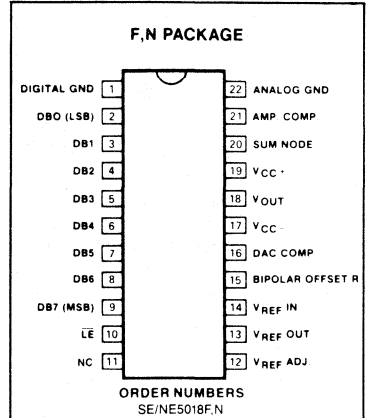 F,N PACKAGE
DIGITAL GND 1 22 ANALOG GND
DB0 (LSB) 2 21 AMP. COMP
DB1 3 20 SUM NODE
DB2 4 19 VCC +
DB3 5 18 VOUT
DB4 6 17 VCC -
DB5 7 16 DAC COMP
DB6 8 15 BIPOLAR OFFSET R
DB7 (MSB) 9 14 VREF IN
L̅E̅ 10 13 VREF OUT
NC 11 12 VREF ADJ.
ORDER NUMBERS
SE/NE5018F,N